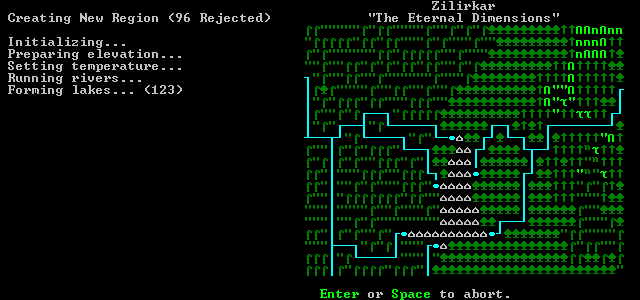 Creating New Region (96 Rejected)
Zilirkar
"The Eternal Dimensions"
Initializing...
Preparing elevation...
Setting temperature...
Running rivers...
Forming lakes... (123)
Enter or Space to abort.